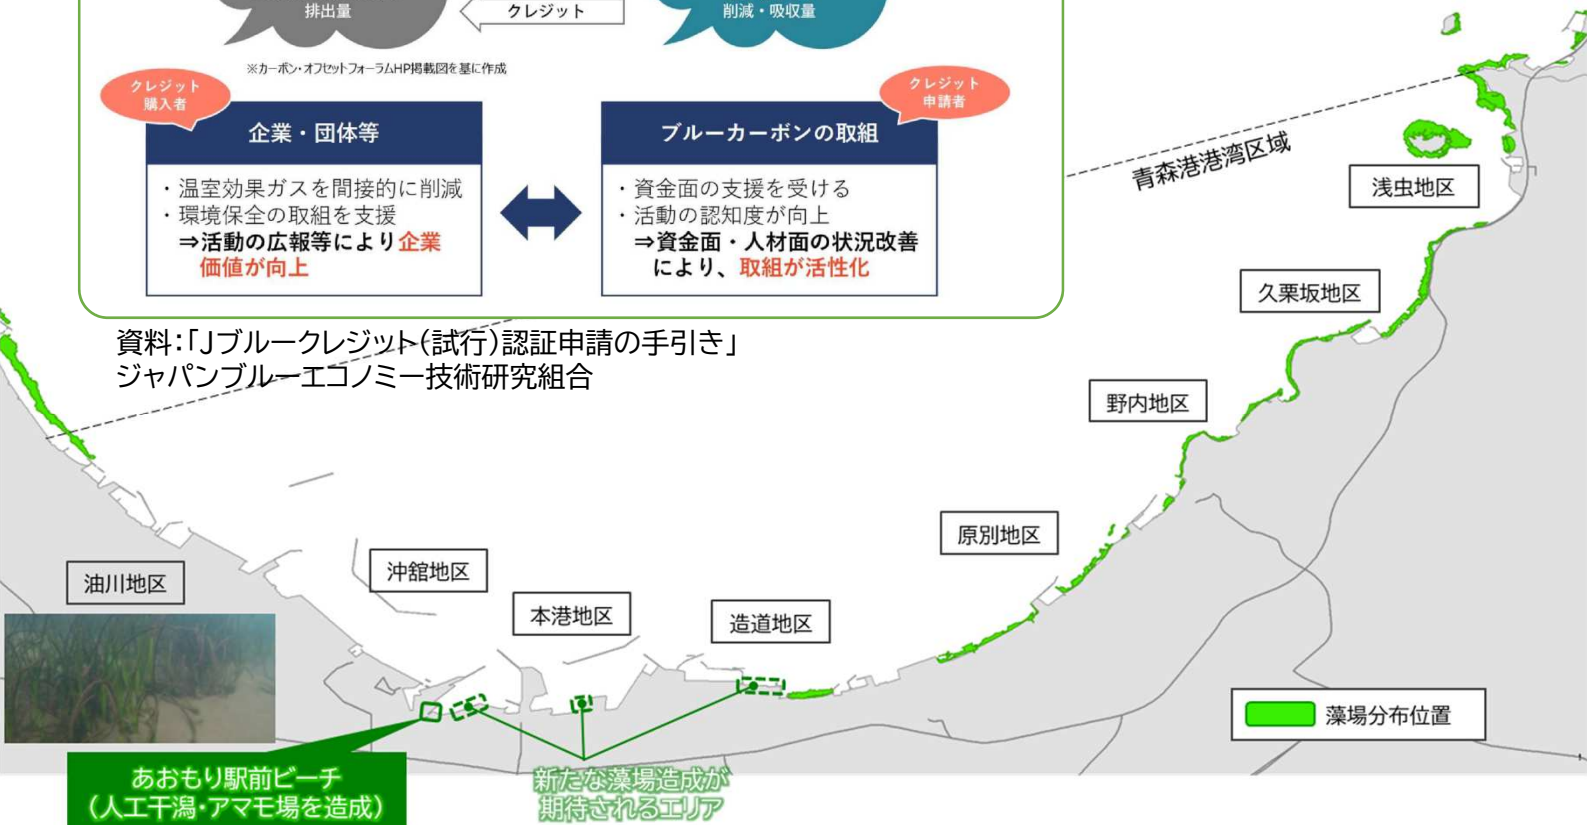 排出量
クレジット
削減・吸収量
※カーボン・オフセットフォーラムHP掲載図を基に作成
クレジット
購入者
企業・団体等
・温室効果ガスを間接的に削減
・環境保全の取組を支援
⇒活動の広報等により企業
価値が向上
クレジット
申請者
ブルーカーボンの取組
・資金面の支援を受ける
・活動の認知度が向上
⇒資金面・人材面の状況改善
により、取組が活性化
資料:「Jブルークレジット(試行)認証申請の手引き」
ジャパンブルーエコノミー技術研究組合
青森港港湾区域
浅虫地区
久栗坂地区
野内地区
原別地区
造道地区
本港地区
沖舘地区
油川地区
藻場分布位置
あおもり駅前ビーチ
(人工干潟・アマモ場を造成)
新たな藻場造成が
期待されるエリア